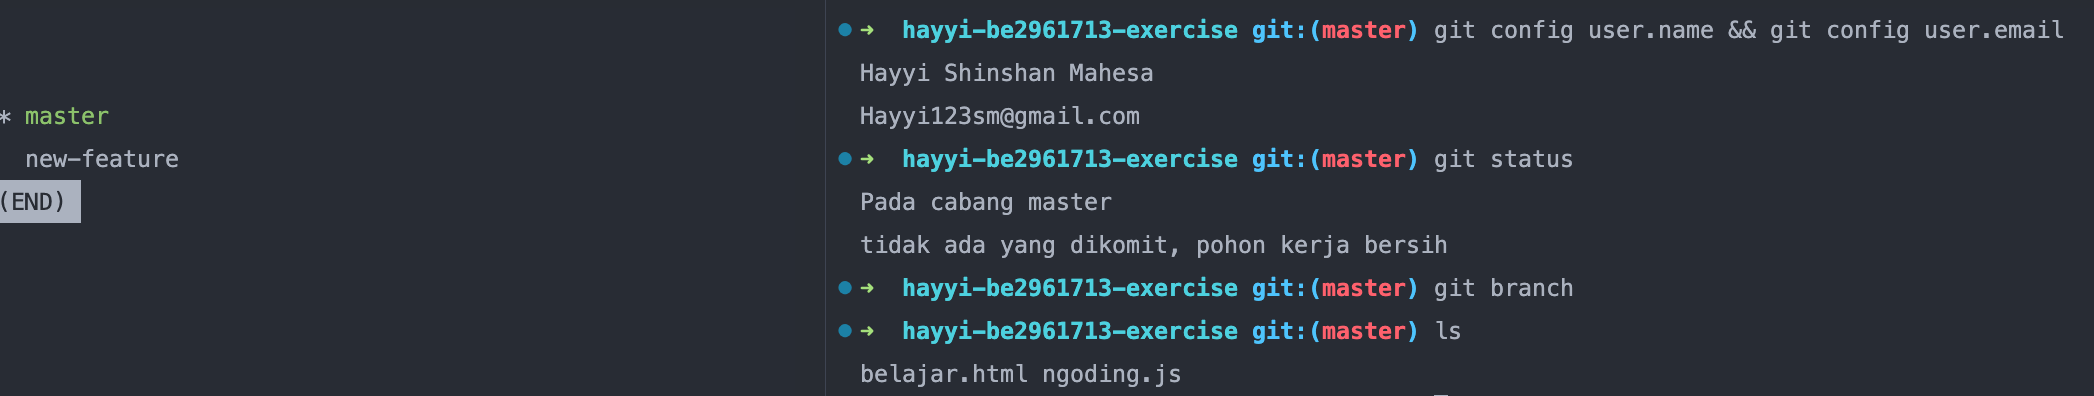 * master
new-feature
(END)
➜ hayyi-be2961713-exercise git:(master) git config user.name && git config user.email
Hayyi Shinshan Mahesa
Hayyi123sm@gmail.com
➜ hayyi-be2961713-exercise git:(master) git status
Pada cabang master
tidak ada yang dikomit, pohon kerja bersih
➜ hayyi-be2961713-exercise git:(master) git branch
➜ hayyi-be2961713-exercise git:(master) ls
belajar.html ngoding.js